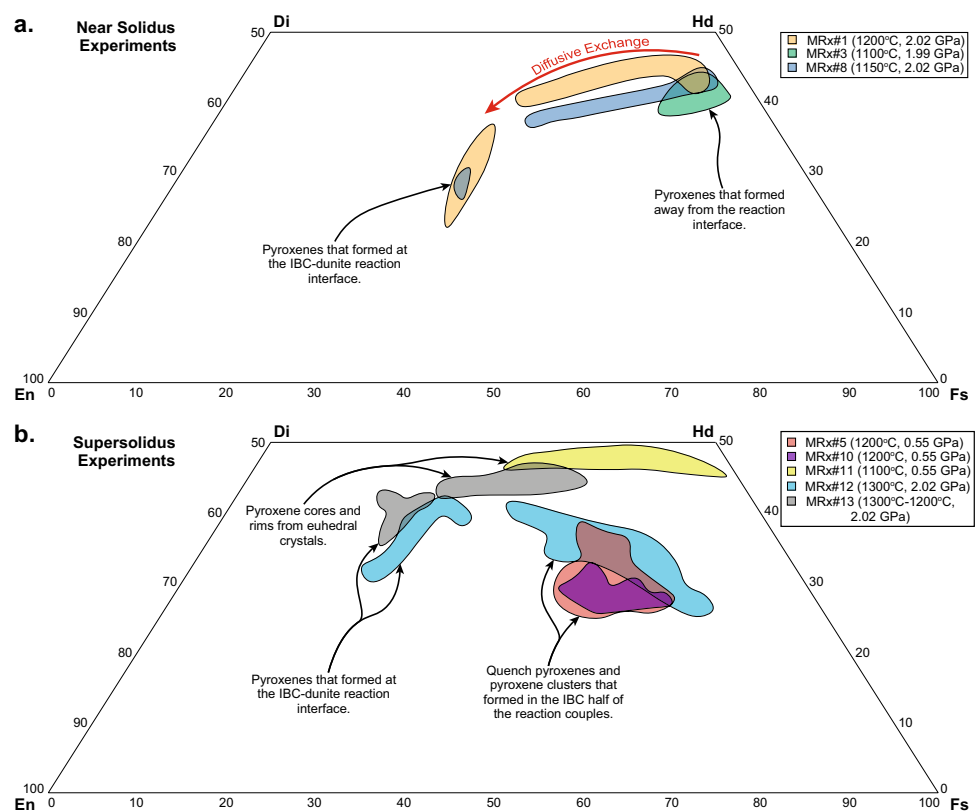 a.
Near Solidus
Experiments
Di
Hd
50
50
60
40
70
30
80
20
90
10
100
0
En
0
10
20
30
40
50
60
70
80
90
100
Fs
Diffusive Exchange
MRx#1 (1200°C, 2.02 GPa)
MRx#3 (1100°C, 1.99 GPa)
MRx#8 (1150°C, 2.02 GPa)
Pyroxenes that formed
away from the reaction
interface.
Pyroxenes that formed at
the IBC-dunite reaction
interface.
b.
Supersolidus
Experiments
Di
Hd
50
50
60
40
70
30
80
20
90
10
100
0
En
0
10
20
30
40
50
60
70
80
90
100
Fs
MRx#5 (1200°C, 0.55 GPa)
MRx#10 (1200°C, 0.55 GPa)
MRx#11 (1100°C, 0.55 GPa)
MRx#12 (1300°C, 2.02 GPa)
MRx#13 (1300°C-1200°C,
2.02 GPa)
Pyroxene cores and
rims from euhedral
crystals.
Pyroxenes that formed at
the IBC-dunite reaction
interface.
Quench pyroxenes and
pyroxene clusters that
formed in the IBC half of
the reaction couples.